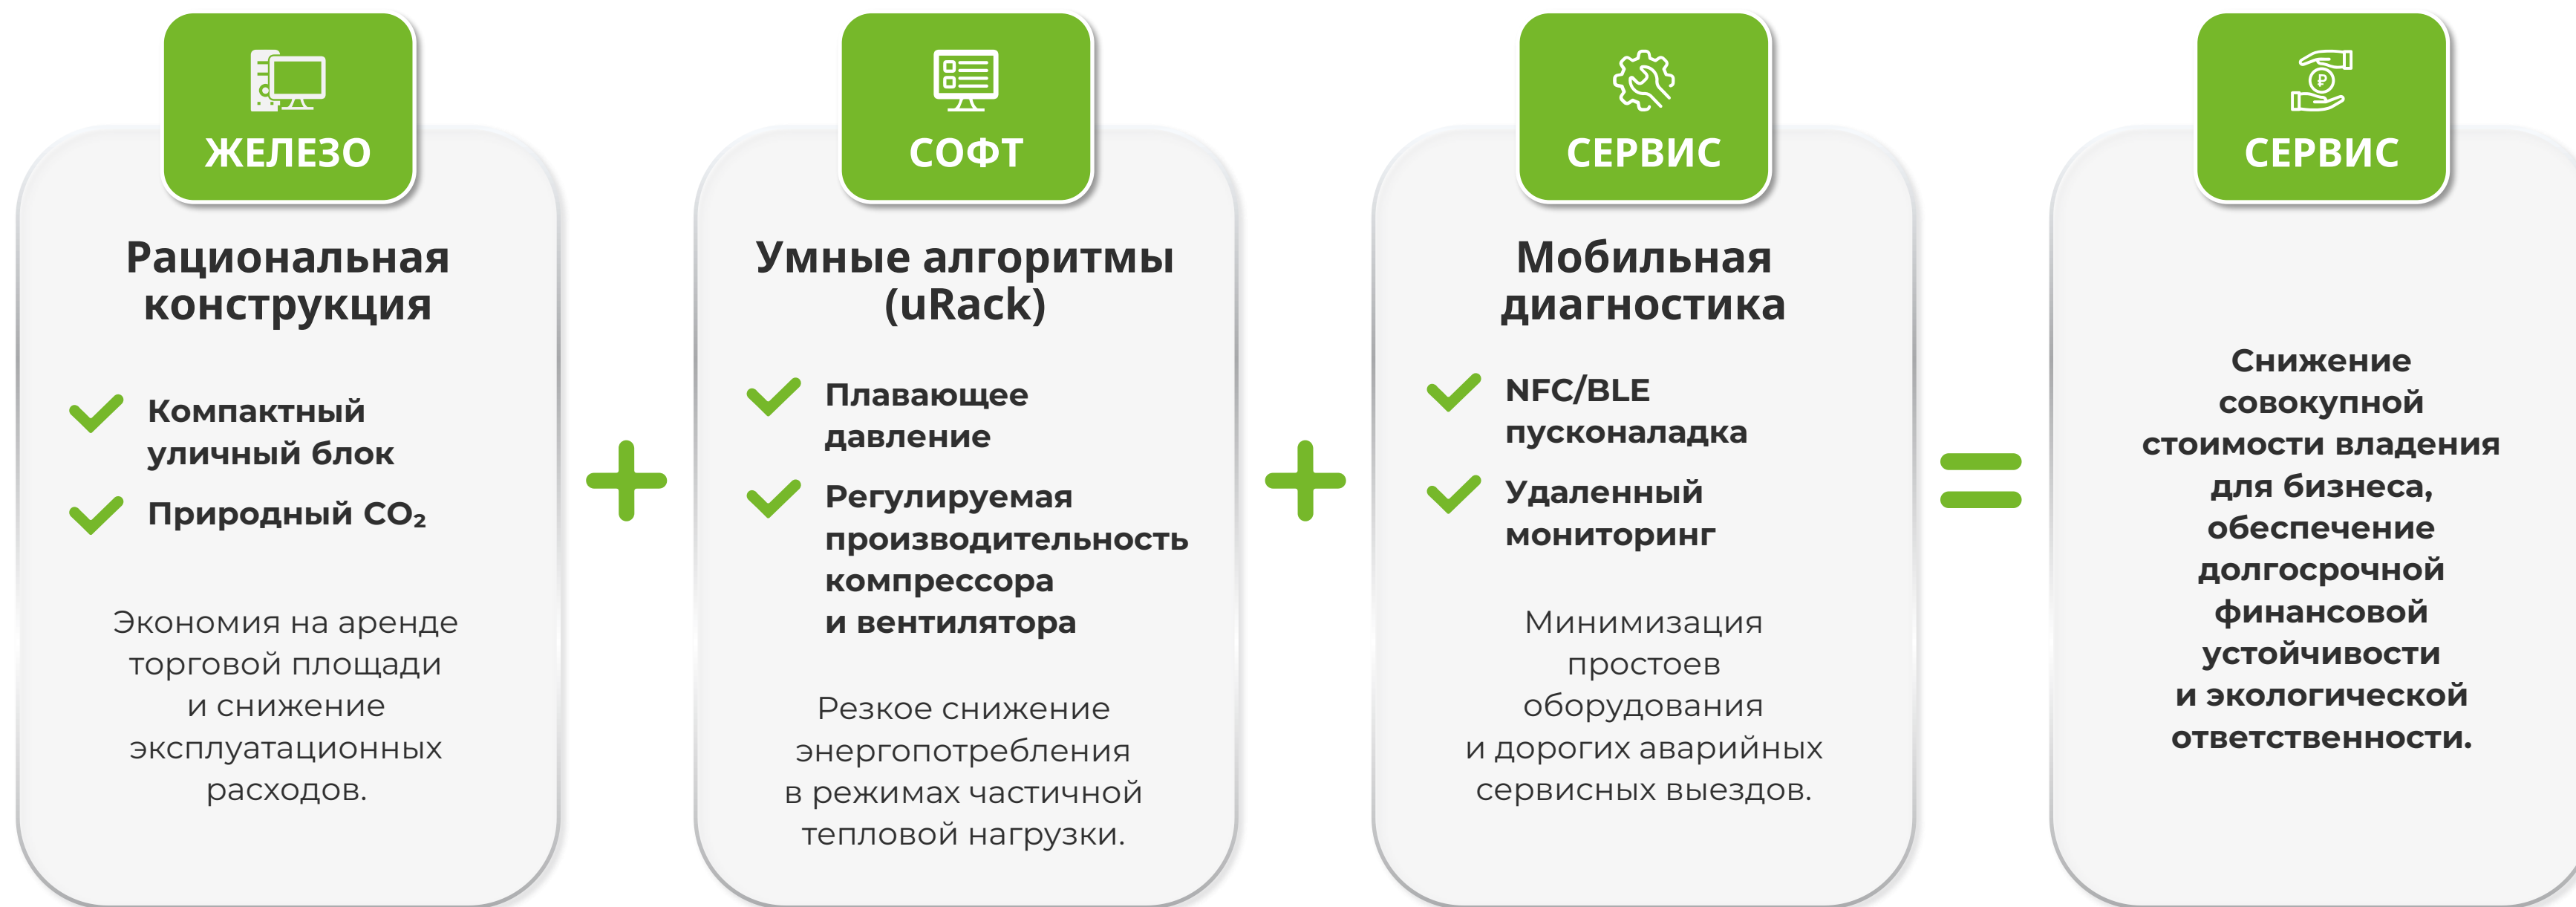 ЖЕЛЕЗО
Рациональная
конструкция
Компактный
уличный блок
Природный CO₂
Экономия на аренде
торговой площади
и снижение
эксплуатационных
расходов.
СОФТ
Умные алгоритмы
(uRack)
Плавающее
давление
Регулируемая
производительность
компрессора
и вентилятора
Резкое снижение
энергопотребления
в режимах частичной
тепловой нагрузки.
СЕРВИС
Мобильная
диагностика
NFC/BLE
пусконаладка
Удаленный
мониторинг
Минимизация
простоев
оборудования
и дорогих аварийных
сервисных выездов.
₽
СЕРВИС
Снижение
совокупной
стоимости владения
для бизнеса,
обеспечение
долгосрочной
финансовой
устойчивости
и экологической
ответственности.